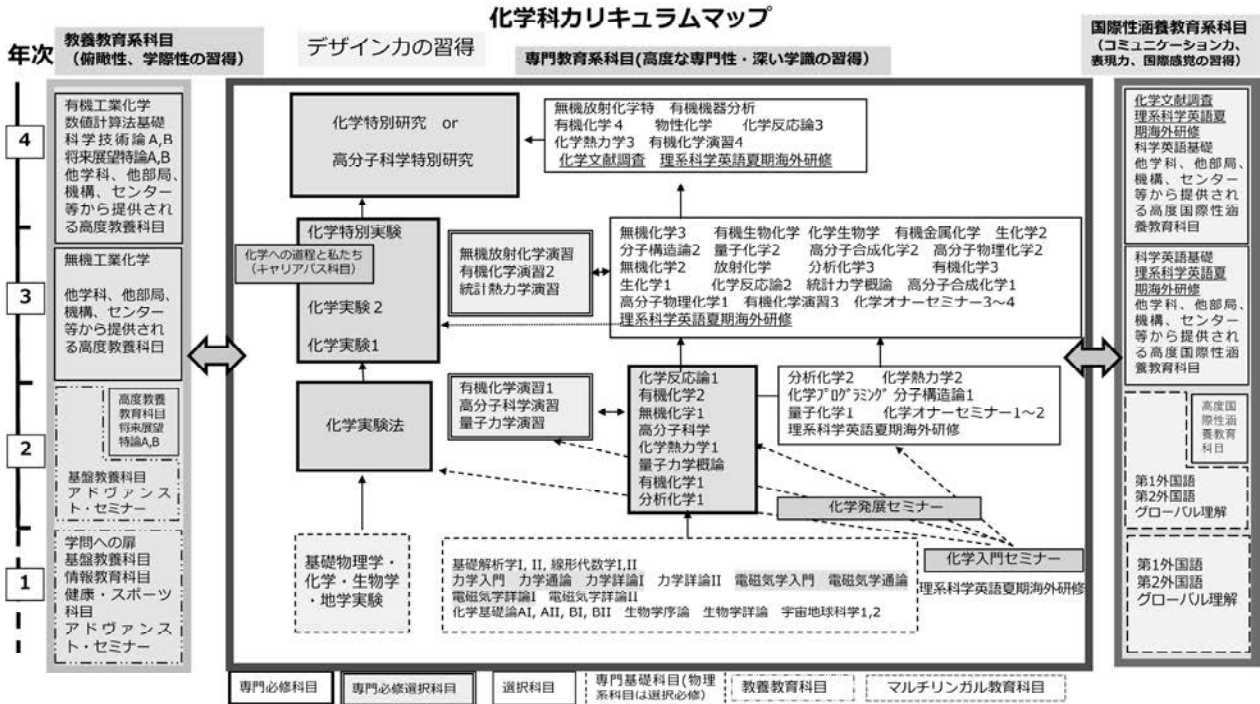 化学科カリキュラムマップ
年次
教養教育系科目
（俯瞰性、学際性の習得）
デザイン力の習得
専門教育系科目(高度な専門性・深い学識の習得）
国際性涵養教育系科目
（コミュニケーション力、
表現力、国際感覚の習得）
4
有機工業化学
数値計算法基礎
科学技術論A,B
将来展望特論A,B
他学科、他部局、
機構、センター
等から提供され
る高度教養科目
化学特別研究 or
高分子科学特別研究
無機放射化学特 有機機器分析
有機化学４ 物性化学 化学反応論3
化学熱力学3 有機化学演習4
化学文献調査 理系科学英語夏期海外研修
化学文献調査
理系科学英語夏
期海外研修
科学英語基礎
他学科、他部局、
機構、センター
等から提供され
る高度国際性涵
養教育科目
3
無機工業化学
他学科、他部局、
機構、センター
等から提供され
る高度教養科目
化学特別実験
化学への道程と私たち
（キャリアパス科目）
化学実験２
化学実験1
無機放射化学演習
有機化学演習2
統計熱力学演習
無機化学3 有機生物化学 化学生物学 有機金属化学 生化学2
分子構造論2 量子化学2 高分子合成化学2 高分子物理化学2
無機化学2 放射化学 分析化学3 有機化学3
生化学1 化学反応論2 統計力学概論 高分子合成化学1
高分子物理化学1 有機化学演習3 化学オナーセミナー3～4
理系科学英語夏期海外研修
科学英語基礎
理系科学英語夏
期海外研修
他学科、他部局、
機構、センター
等から提供され
る高度国際性涵
養教育科目
2
高度教養
教育科目
将来展望
特論A,B
基盤教養科目
アドヴァンス
ト・セミナー
化学実験法
有機化学演習1
高分子科学演習
量子力学演習
化学反応論1
有機化学2
無機化学1
高分子科学
化学熱力学1
量子力学概論
有機化学1
分析化学1
分析化学2 化学熱力学2
化学ﾌﾟﾛｸﾞﾗﾐﾝｸﾞ 分子構造論1
量子化学1 化学オナーセミナー1～2
理系科学英語夏期海外研修
高度国
際性涵
養教育
科目
第1外国語
第2外国語
グローバル理解
化学発展セミナー
1
学問への扉
基盤教養科目
情報教育科目
健康・スポーツ
科目
アドヴァンス
ト・セミナー
基礎物理学・
化学・生物学
・地学実験
基礎解析学I, II, 線形代数学I,II
力学入門 力学通論 力学詳論I 力学詳論II 電磁気学入門 電磁気学通論
電磁気学詳論I 電磁気学詳論II
化学基礎論AI, AII, BI, BII 生物学序論 生物学詳論 宇宙地球科学1,2
化学入門セミナー
理系科学英語夏期海外研修
第1外国語
第2外国語
グローバル理解
専門必修科目
専門必修選択科目
選択科目
専門基礎科目(物理
系科目は選択必修)
教養教育科目
マルチリンガル教育科目